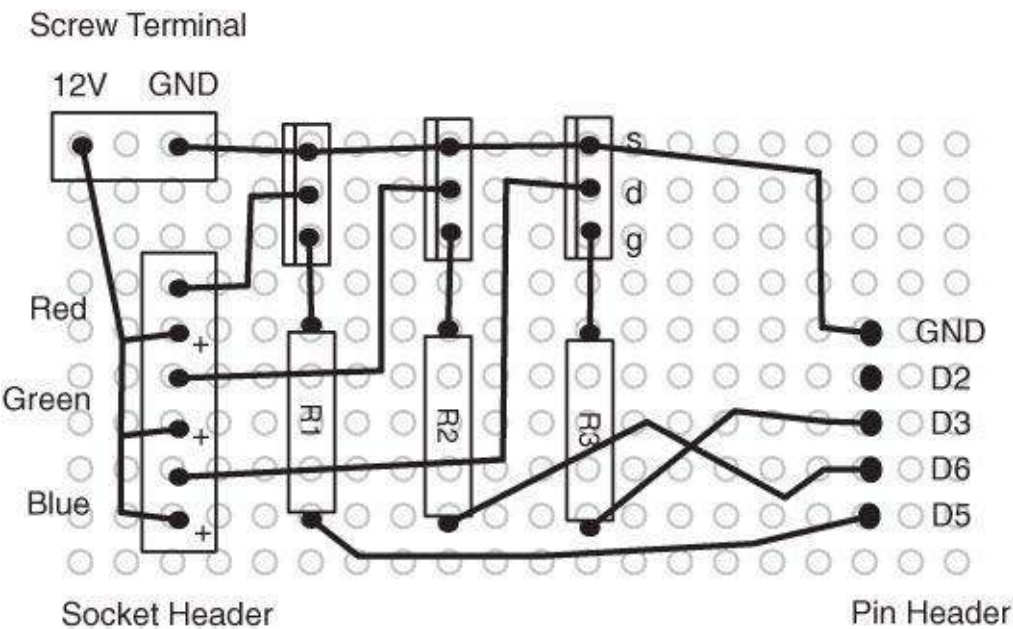 Screw Terminal
12V GND
s
d
g
Red
+
GND
D2
Green
R1 R2 R3
D3
+
D6
Blue
D5
+
Socket Header
Pin Header